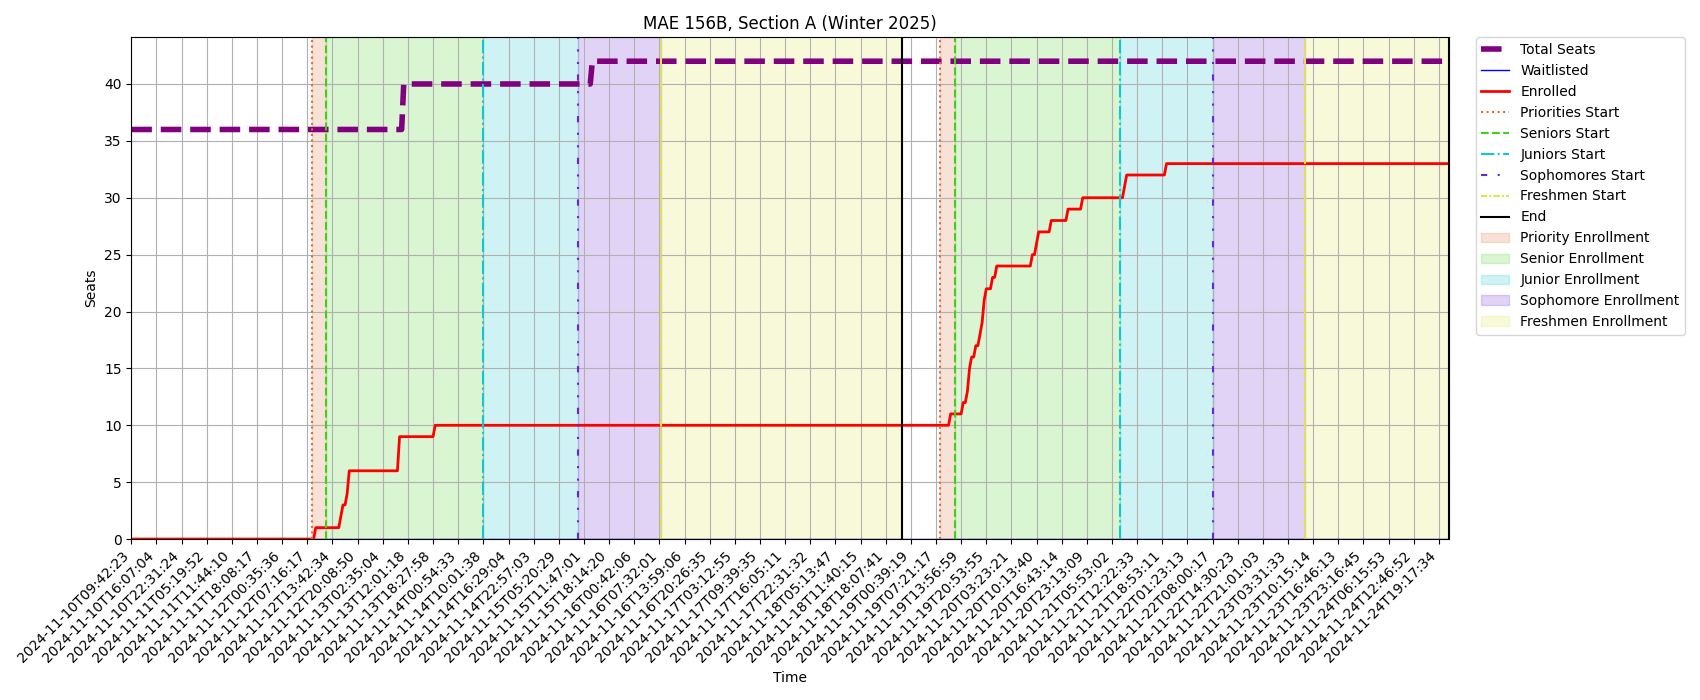 MAE 156B, Section A (Winter 2025)
Seats
40
35
30
25
20
15
10
5
0
2024-11-10T09:42:23
2024-11-10T16:07:04
2024-11-10T22:31:24
2024-11-11T05:19:52
2024-11-11T11:44:10
2024-11-11T18:08:17
2024-11-12T00:35:36
2024-11-12T07:16:17
2024-11-12T13:42:34
2024-11-12T20:08:50
2024-11-13T02:35:04
2024-11-13T12:01:18
2024-11-13T18:27:58
2024-11-14T00:54:33
2024-11-14T10:01:38
2024-11-14T16:29:04
2024-11-14T22:57:03
2024-11-15T05:20:29
2024-11-15T11:47:01
2024-11-15T18:14:20
2024-11-16T00:42:06
2024-11-16T07:32:01
2024-11-16T13:59:06
2024-11-16T20:26:35
2024-11-17T03:12:55
2024-11-17T09:39:35
2024-11-17T16:05:11
2024-11-17T22:31:32
2024-11-18T05:13:47
2024-11-18T11:40:15
2024-11-18T18:07:41
2024-11-19T00:39:19
2024-11-19T07:21:17
2024-11-19T13:56:59
2024-11-19T20:53:55
2024-11-20T03:23:21
2024-11-20T10:13:40
2024-11-20T16:43:14
2024-11-20T23:13:09
2024-11-21T05:53:02
2024-11-21T12:22:33
2024-11-21T18:53:11
2024-11-22T01:23:13
2024-11-22T08:00:17
2024-11-22T14:30:23
2024-11-22T21:01:03
2024-11-23T03:31:33
2024-11-23T10:15:14
2024-11-23T16:46:13
2024-11-23T23:16:45
2024-11-24T06:15:53
2024-11-24T12:46:52
2024-11-24T19:17:34
Time
Total Seats
Waitlisted
Enrolled
Priorities Start
Seniors Start
Juniors Start
Sophomores Start
Freshmen Start
End
Priority Enrollment
Senior Enrollment
Junior Enrollment
Sophomore Enrollment
Freshmen Enrollment